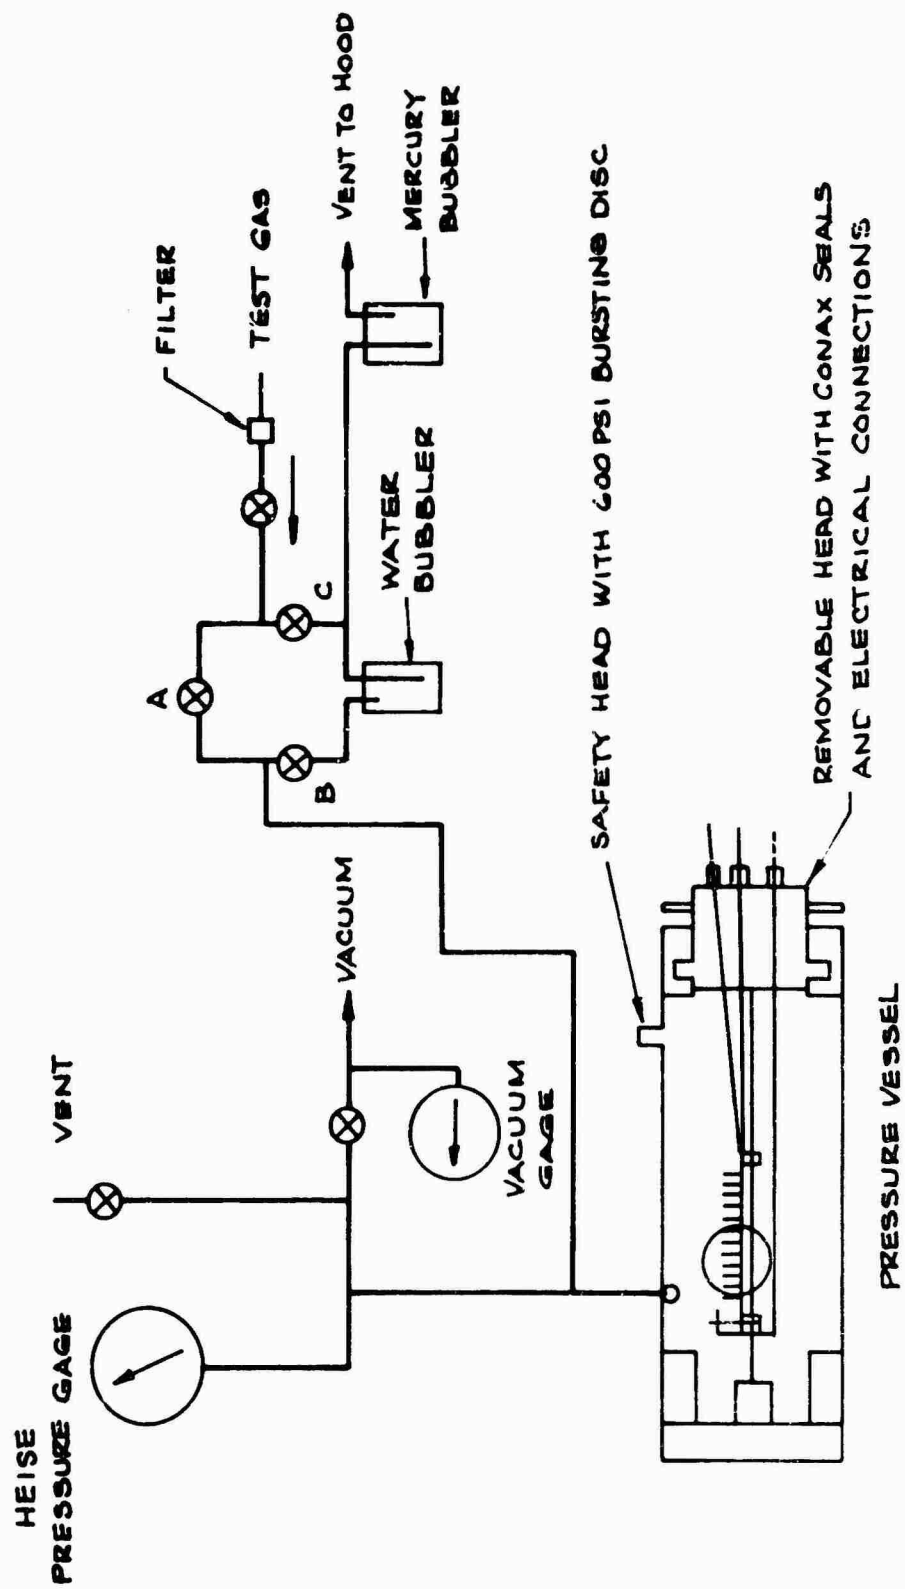 HEISE
PRESSURE GAGE
VENT
VACUUM
VACUUM
GAGE
A
B
C
FILTER
TEST GAS
VENT TO HOOD
WATER
BUBBLER
MERCURY
BUBBLER
SAFETY HEAD WITH 600 PSI BURSTING DISC
REMOVABLE HEAD WITH CONAX SEALS
AND ELECTRICAL CONNECTIONS
PRESSURE VESSEL